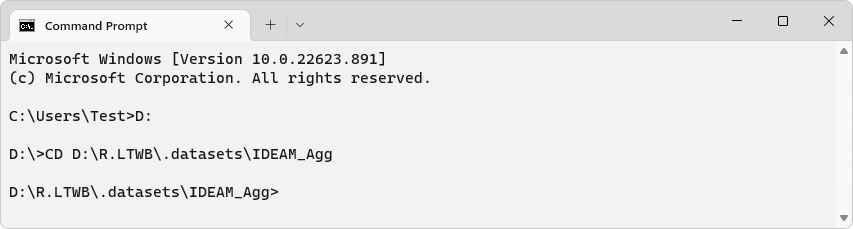 Command Prompt
Microsoft Windows [Version 10.0.22623.891]
(c) Microsoft Corporation. All rights reserved.
C:\Users\Test>D:
D:\>CD D:\R.LTWB\.datasets\IDEAM_Agg
D:\R.LTWB\.datasets\IDEAM_Agg>